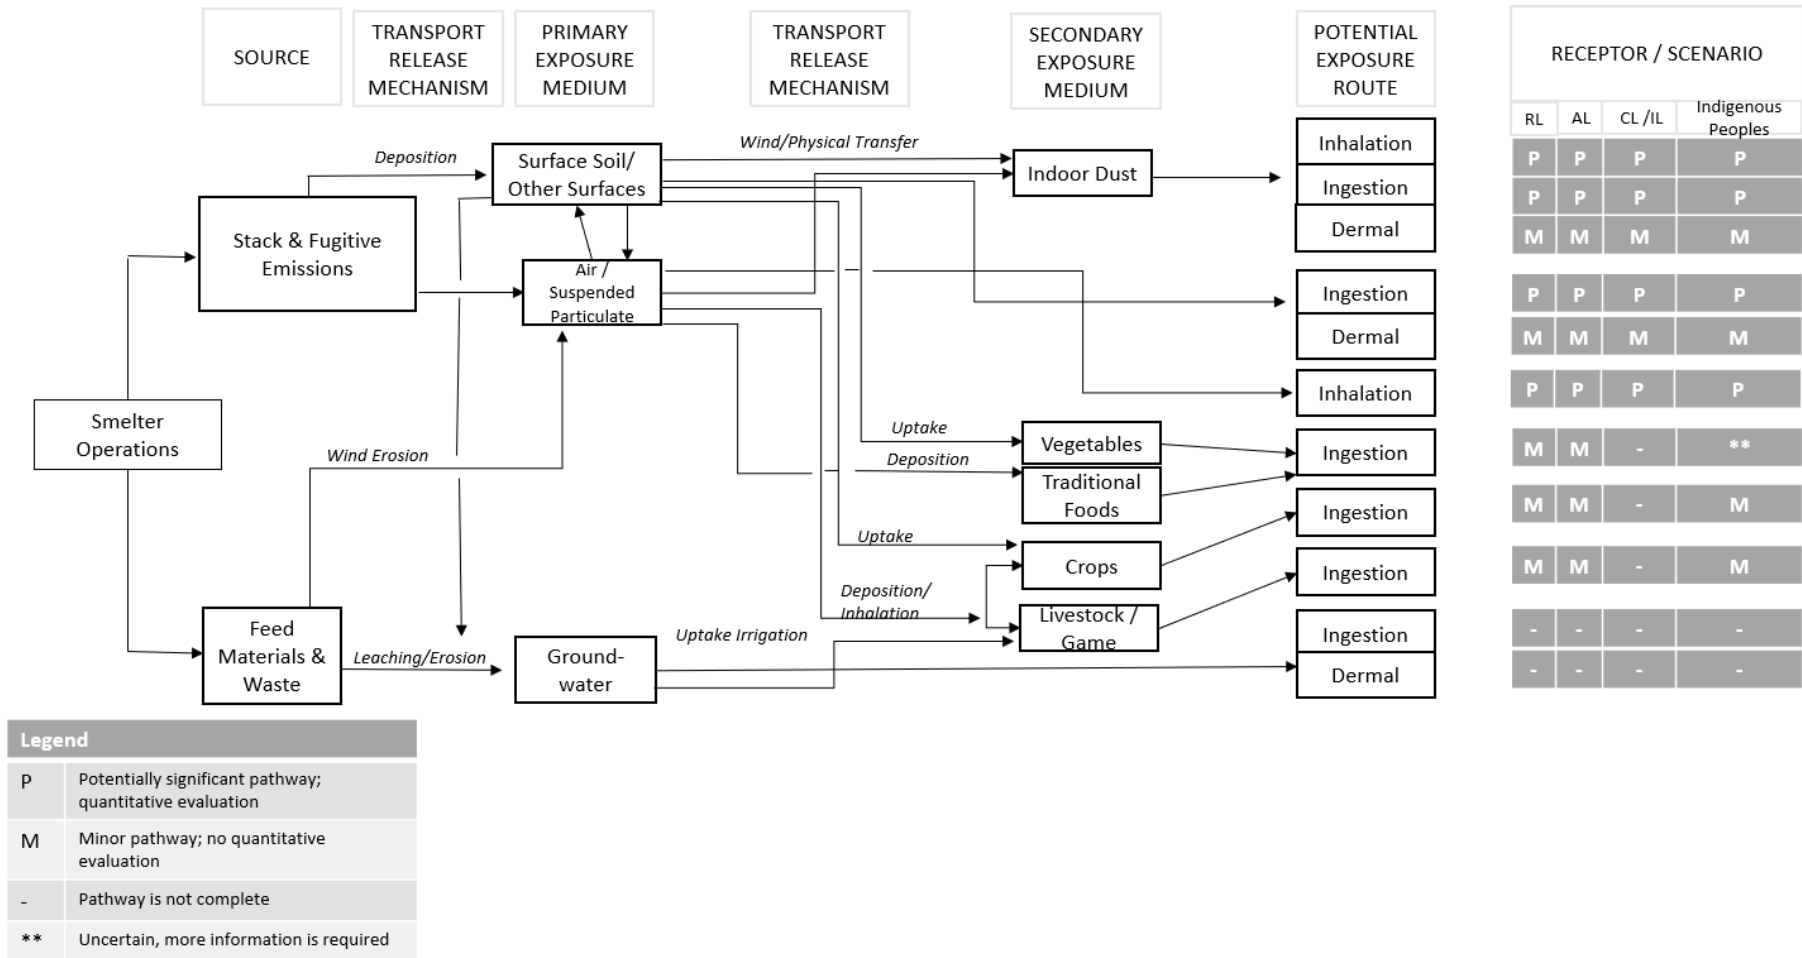 SOURCE
TRANSPORT
RELEASE
MECHANISM
PRIMARY
EXPOSURE
MEDIUM
TRANSPORT
RELEASE
MECHANISM
SECONDARY
EXPOSURE
MEDIUM
POTENTIAL
EXPOSURE
ROUTE
RECEPTOR / SCENARIO
RL AL CL /IL Indigenous
Peoples
Smelter
Operations
Stack & Fugitive
Emissions
Feed
Materials &
Waste
Deposition
Wind Erosion
Leaching/Erosion
Surface Soil/
Other Surfaces
Air /
Suspended
Particulate
Ground-
water
Wind/Physical Transfer
Uptake
Deposition
Uptake
Deposition/
Inhalation
Uptake Irrigation
Indoor Dust
Vegetables
Traditional
Foods
Crops
Livestock /
Game
Inhalation
Ingestion
Dermal
Ingestion
Dermal
Inhalation
Ingestion
Ingestion
Ingestion
Ingestion
Dermal
P P P P
P P P P
M M M M
P P P P
M M M M
P P P P
M M - **
M M - M
M M - M
- - - -
- - - -
Legend
P Potentially significant pathway;
quantitative evaluation
M Minor pathway; no quantitative
evaluation
- Pathway is not complete
** Uncertain, more information is required